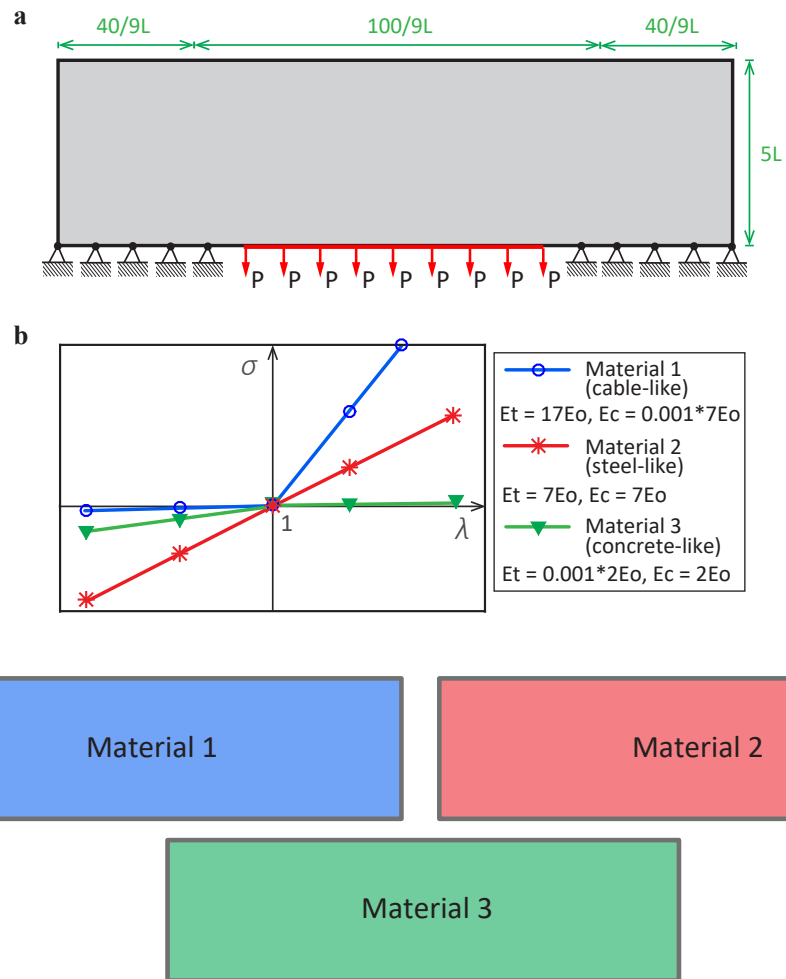 a
40/9L 100/9L 40/9L
5L
P P P P P P P P P
b
σ
1
λ
Material 1
(cable-like)
Et = 17Eo, Ec = 0.001*7Eo
Material 2
(steel-like)
Et = 7Eo, Ec = 7Eo
Material 3
(concrete-like)
Et = 0.001*2Eo, Ec = 2Eo
Material 1
Material 2
Material 3